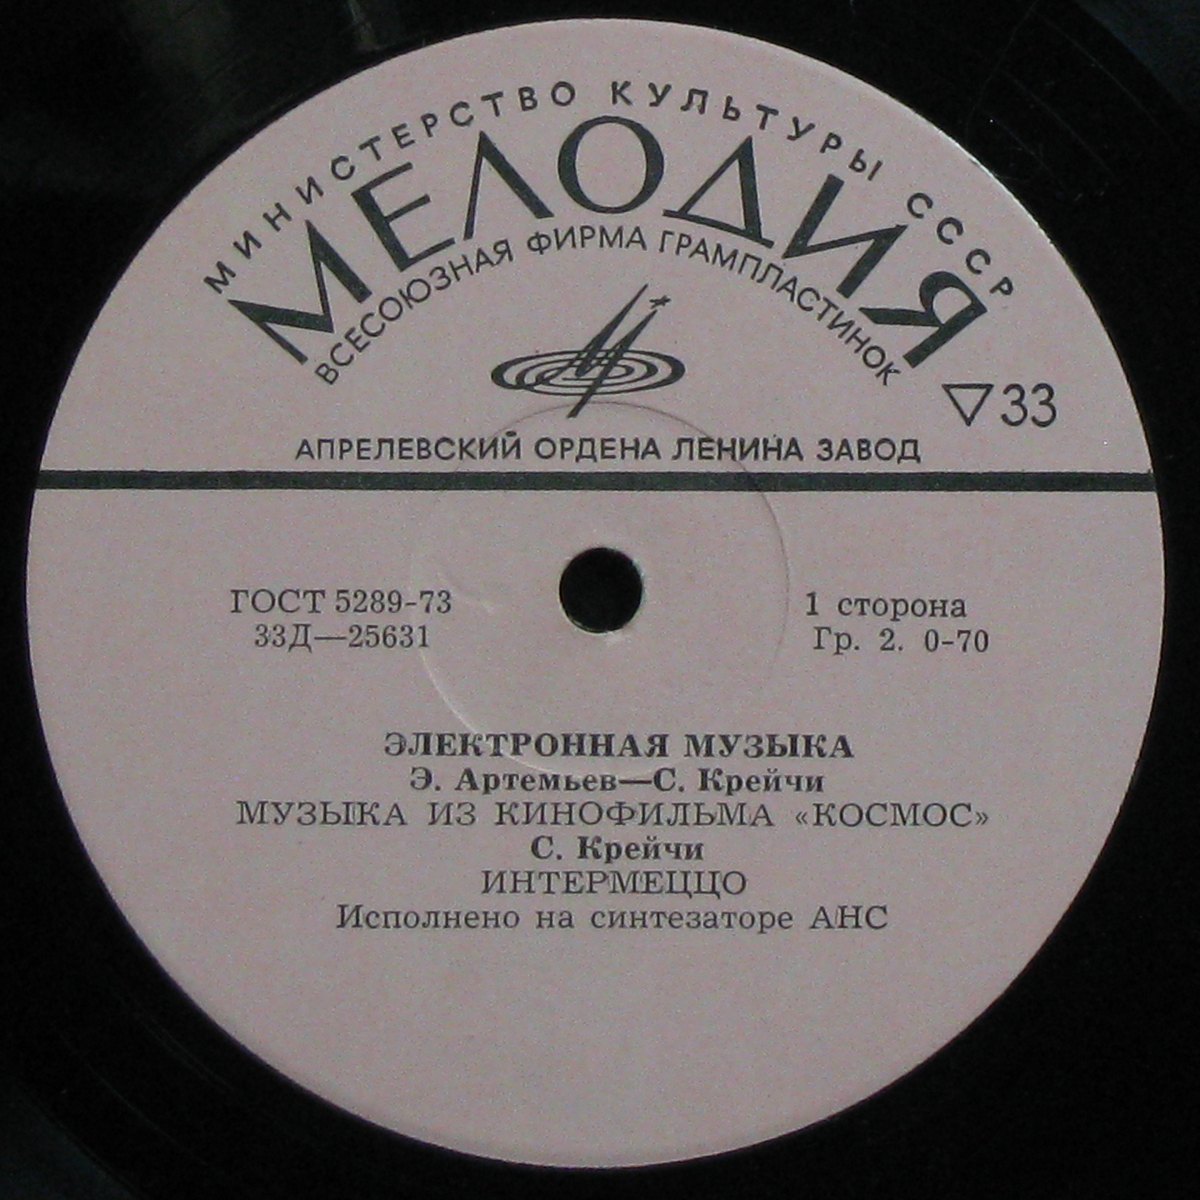 МИНИСТЕРСТВО КУЛЬТУРЫ СССР
МЕЛОДИЯ
ВСЕСОЮЗНАЯ ФИРМА ГРАМПЛАСТИНОК
▽33
АПРЕЛЕВСКИЙ ОРДЕНА ЛЕНИНА ЗАВОД
ГОСТ 5289-73
33Д—25631
1 сторона
Гр. 2. 0-70
ЭЛЕКТРОННАЯ МУЗЫКА
Э. Артемьев—С. Крейчи
МУЗЫКА ИЗ КИНОФИЛЬМА «КОСМОС»
С. Крейчи
ИНТЕРМЕЦЦО
Исполнено на синтезаторе АНС